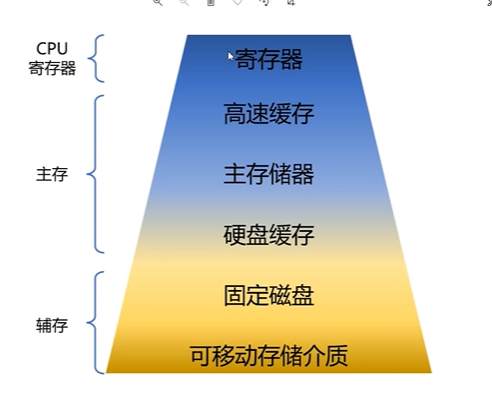 CPU
寄存器
寄存器
高速缓存
主存
主存储器
硬盘缓存
固定磁盘
辅存
可移动存储介质